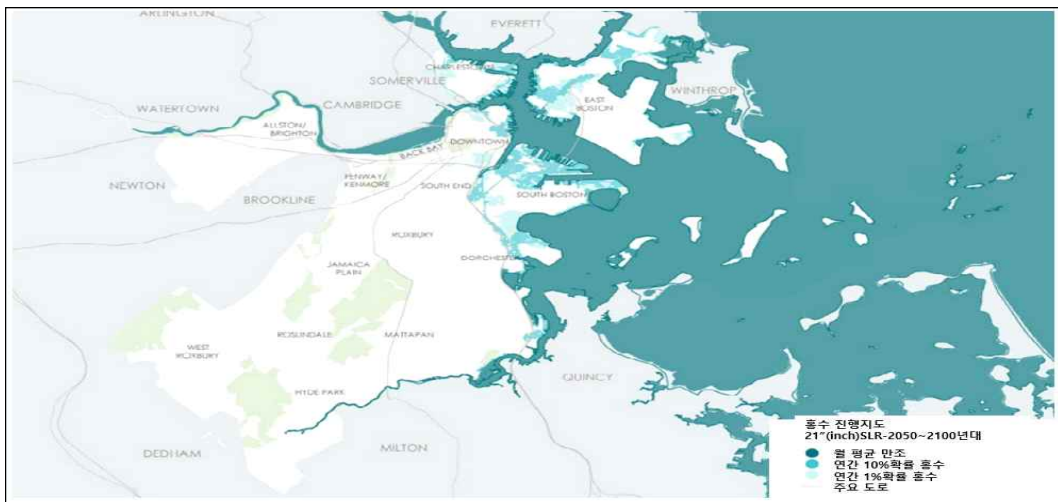 ARLINGTON
EVERETT
CHARLESTOWN
SOMERVILLE
WINTHROP
EAST
BOSTON
WATERTOWN
CAMBRIDGE
ALLSTON/
BRIGHTON
DOWNTOWN
BACK BAY
FENWAY/
KENMORE
NEWTON
SOUTH END
SOUTH BOSTON
BROOKLINE
ROXBURY
DORCHESTER
JAMAICA
PLAIN
ROSLINDALE
MATTAPAN
WEST
ROXBURY
QUINCY
HYDE PARK
DEDHAM
MILTON
홍수 진행지도
21"(inch)SLR-2050~2100년대
월 평균 만조
연간 10%확률 홍수
연간 1%확률 홍수
주요 도로